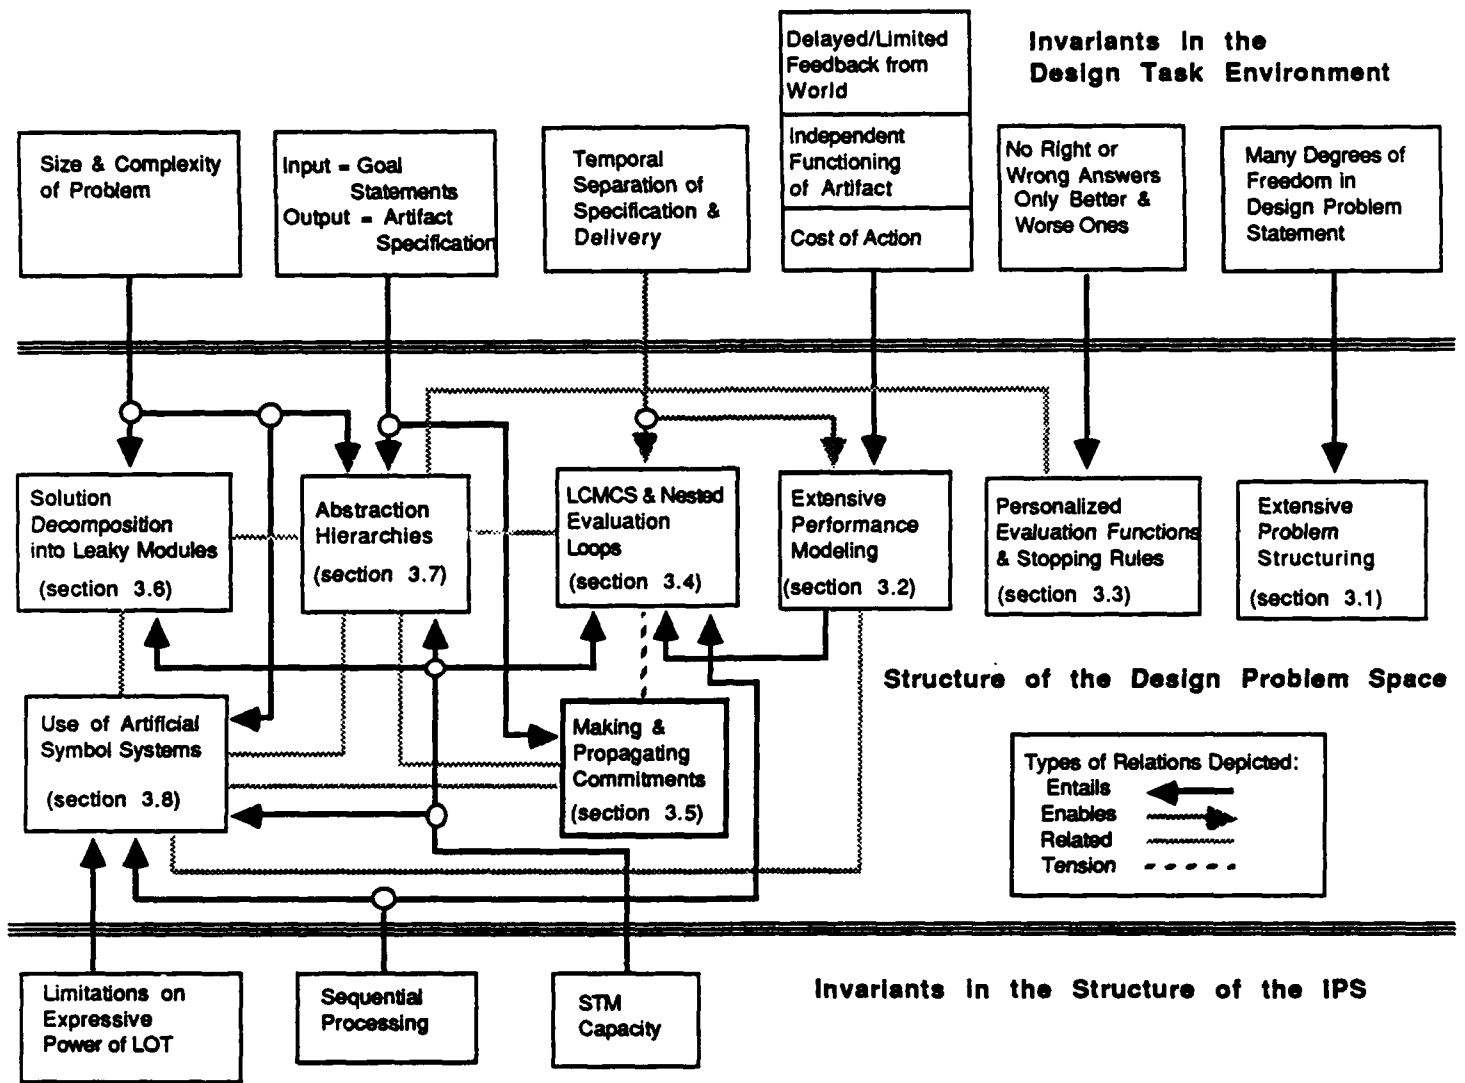 Invariants in the
Design Task Environment
Delayed/Limited
Feedback from
World
Independent
Functioning
of Artifact
Cost of Action
Size & Complexity
of Problem
Input = Goal
Statements
Output = Artifact
Specification
Temporal
Separation of
Specification &
Delivery
No Right or
Wrong Answers
Only Better &
Worse Ones
Many Degrees of
Freedom in
Design Problem
Statement
Solution
Decomposition
into Leaky Modules
(section 3.6)
Abstraction
Hierarchies
(section 3.7)
LCMCS & Nested
Evaluation
Loops
(section 3.4)
Extensive
Performance
Modeling
(section 3.2)
Personalized
Evaluation Functions
& Stopping Rules
(section 3.3)
Extensive
Problem
Structuring
(section 3.1)
Structure of the Design Problem Space
Use of Artificial
Symbol Systems
(section 3.8)
Making &
Propagating
Commitments
(section 3.5)
Types of Relations Depicted:
Entails
Enables
Related
Tension
Limitations on
Expressive
Power of LOT
Sequential
Processing
STM
Capacity
Invariants in the Structure of the IPS